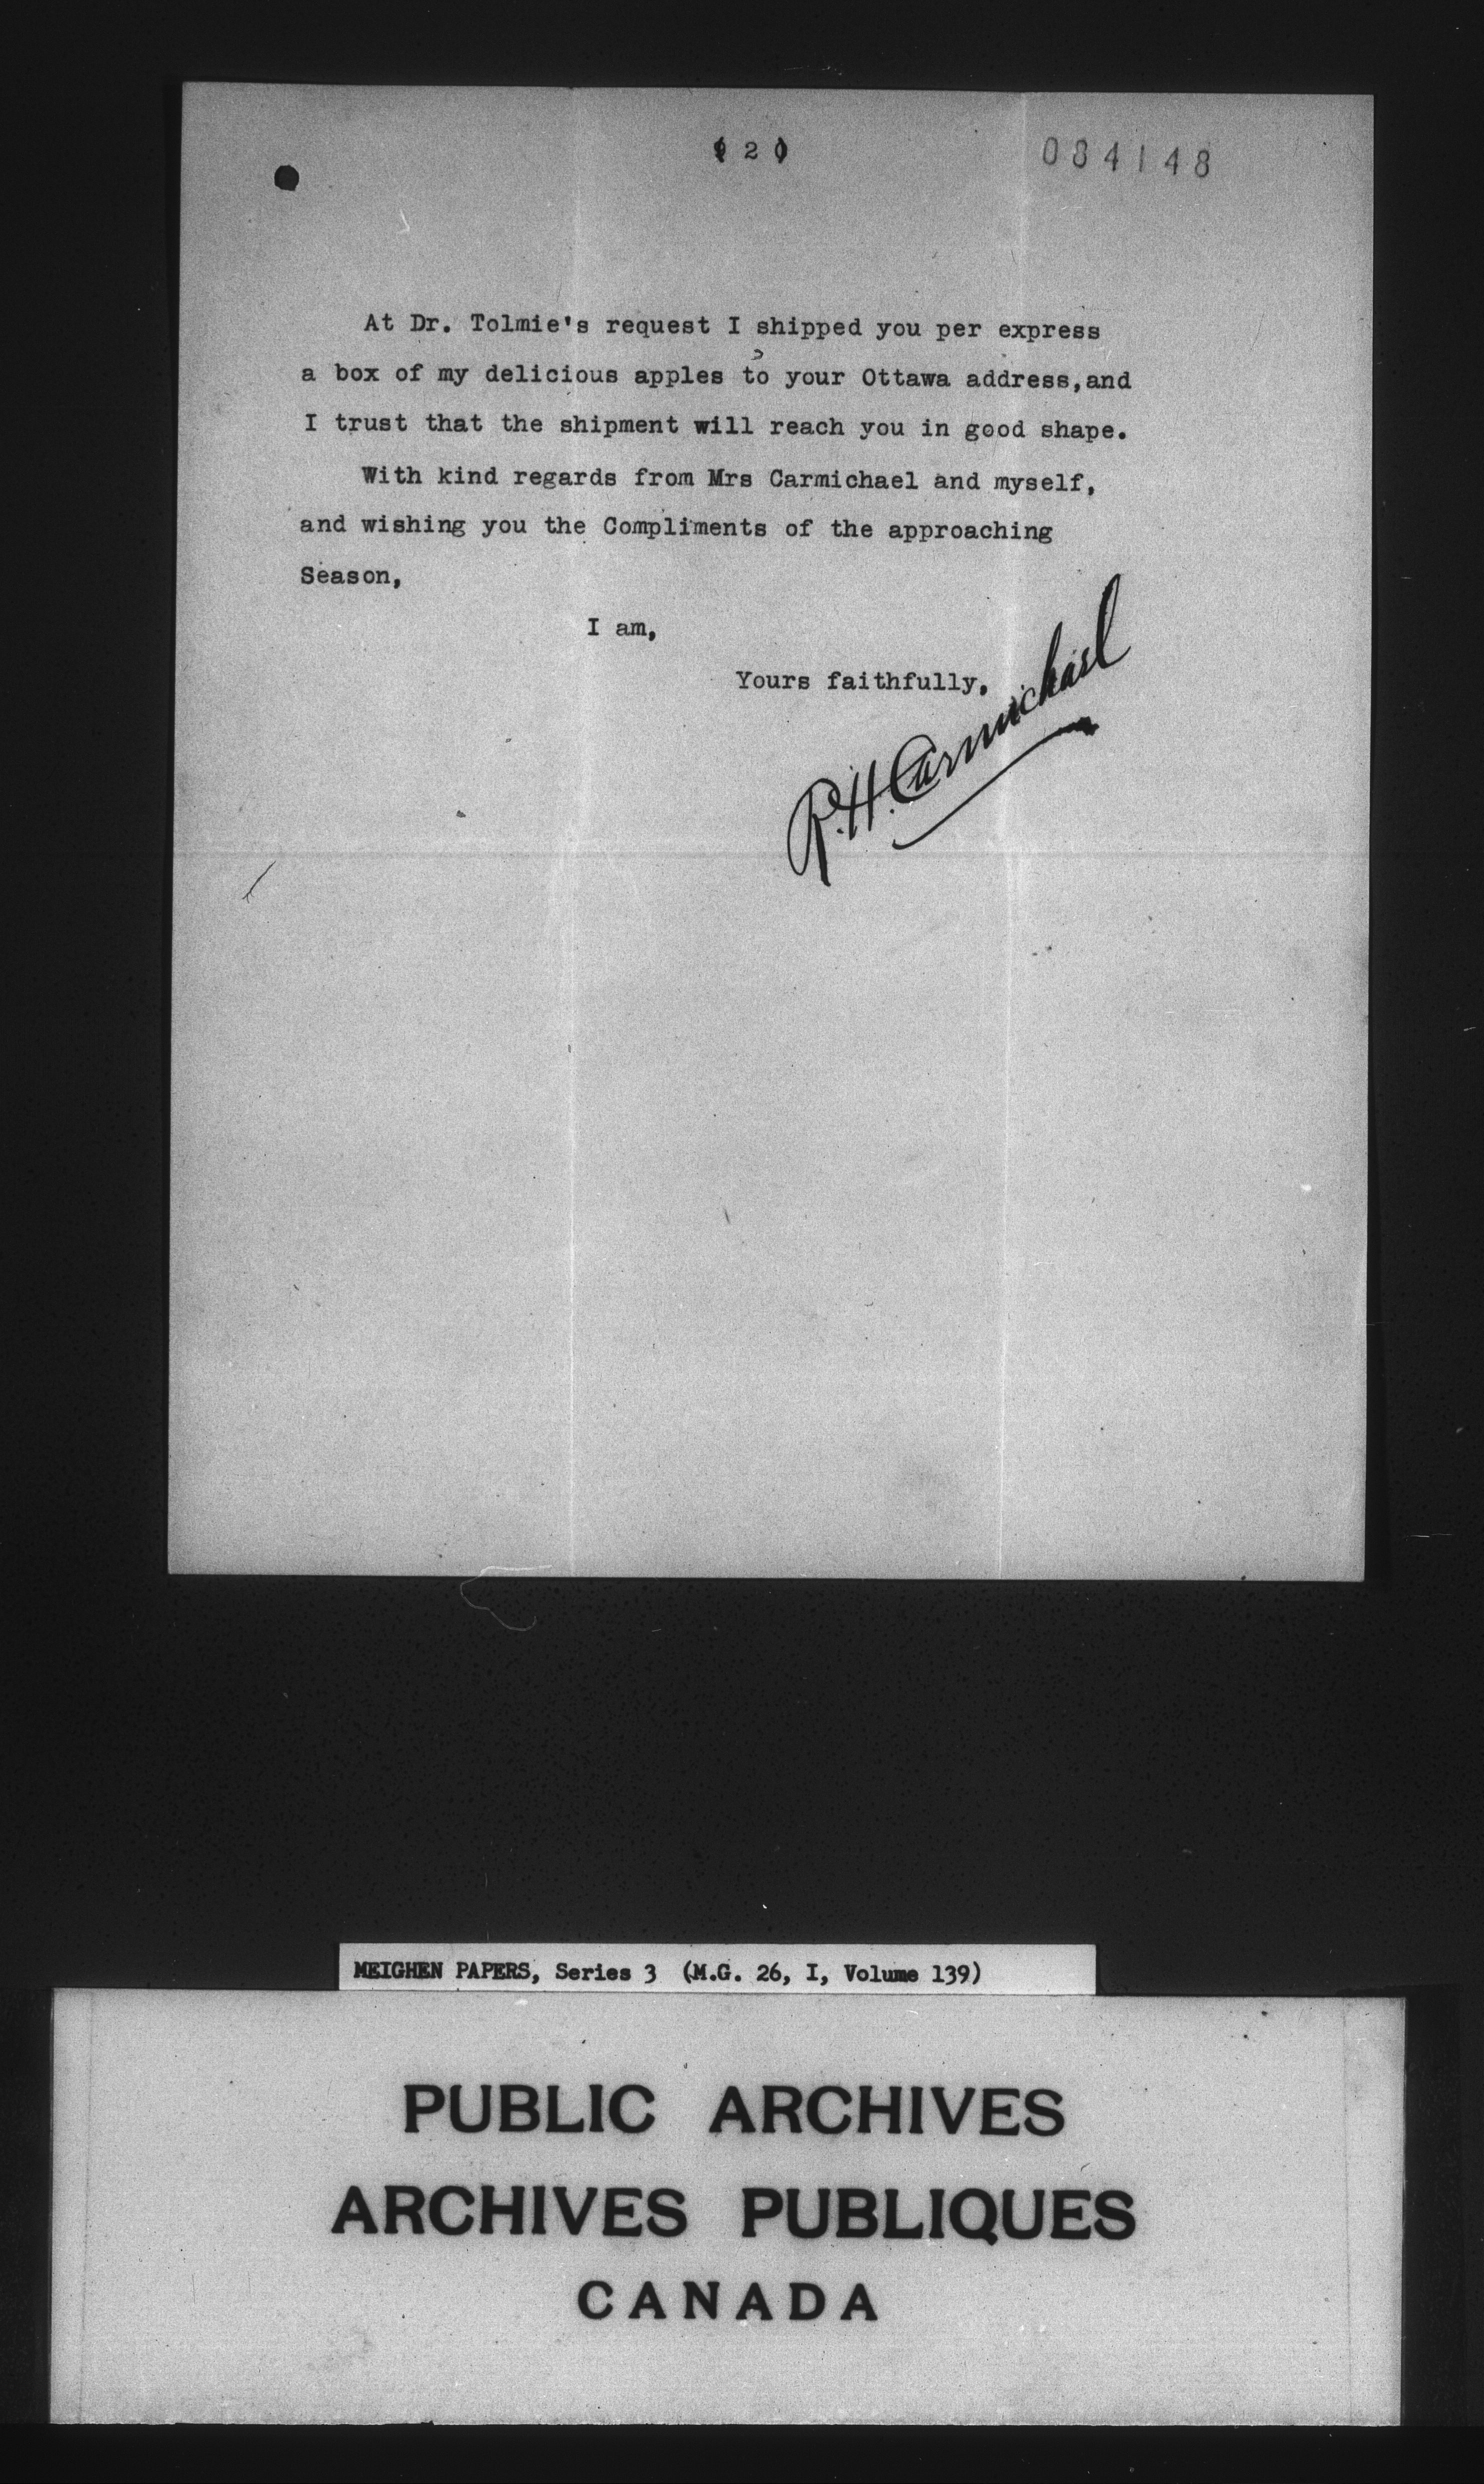 ( 2 )
084148
At Dr. Tolmie's request I shipped you per express
a box of my delicious apples to your Ottawa address,and
I trust that the shipment will reach you in good shape.
With kind regards from Mrs Carmichael and myself,
and wishing you the Compliments of the approaching
Season,
I am,
Yours faithfully,
R.H. Carmichael
MEIGHEN PAPERS, Series 3 (M.G. 26, I, Volume 139)
PUBLIC ARCHIVES
ARCHIVES PUBLIQUES
CANADA